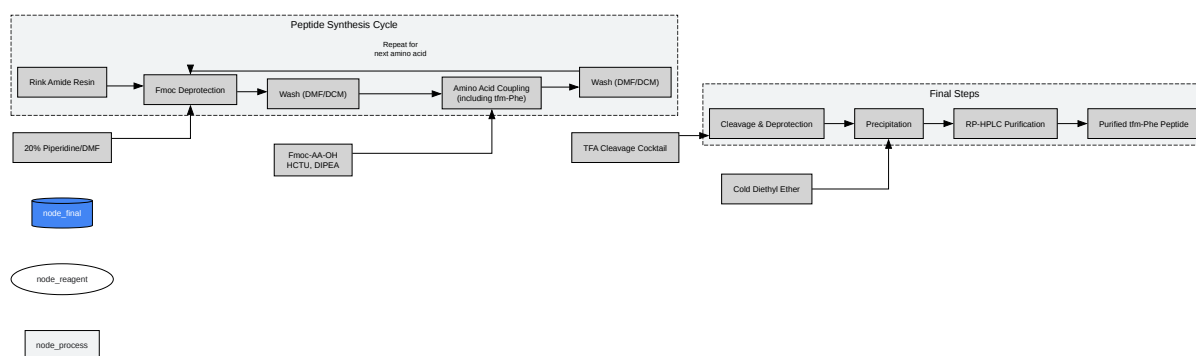 Peptide Synthesis Cycle
Repeat for
next amino acid
Rink Amide Resin
Fmoc Deprotection
Wash (DMF/DCM)
Amino Acid Coupling
(including tfm-Phe)
Wash (DMF/DCM)
Final Steps
Cleavage & Deprotection
Precipitation
RP-HPLC Purification
Purified tfm-Phe Peptide
20% Piperidine/DMF
Fmoc-AA-OH
HCTU, DIPEA
TFA Cleavage Cocktail
Cold Diethyl Ether
node_final
node_reagent
node_process